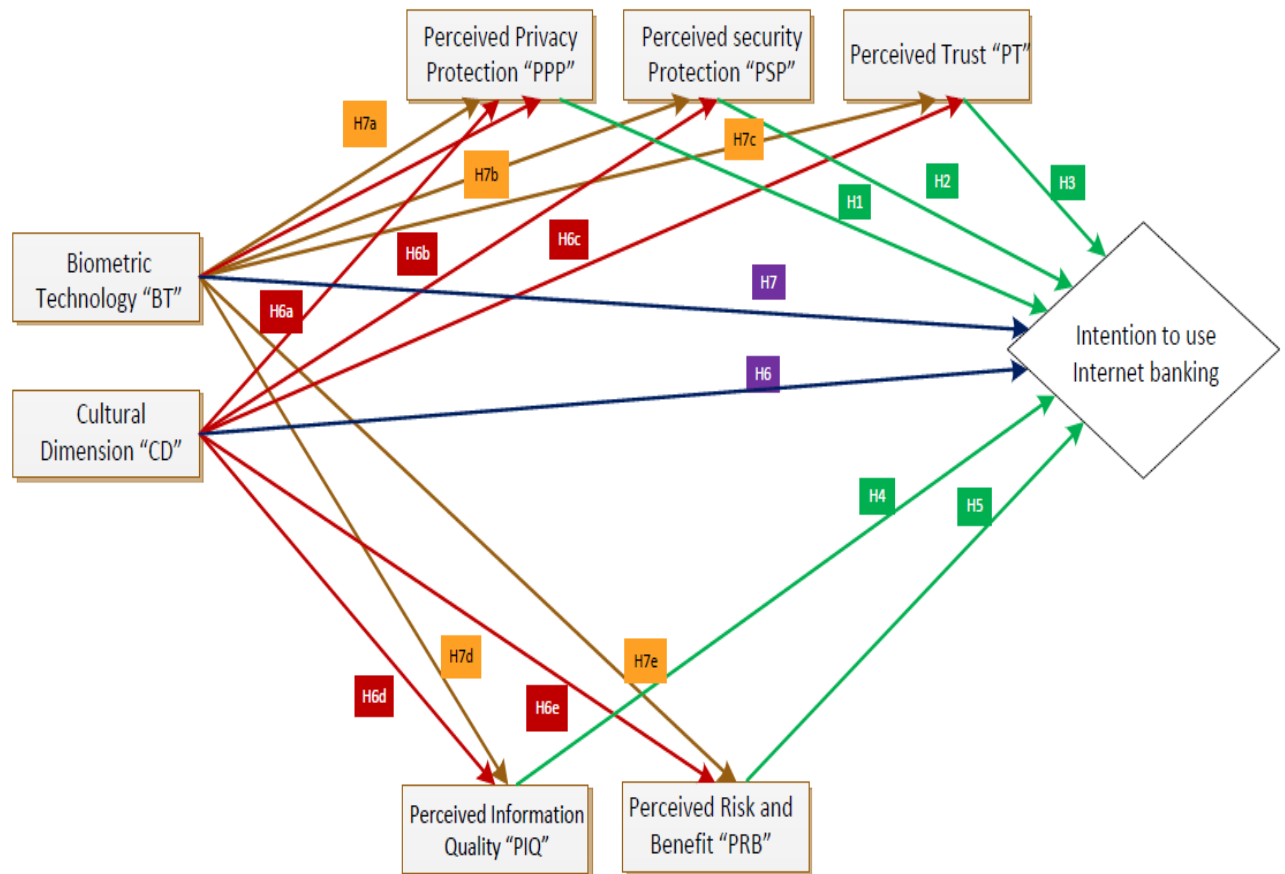 Perceived Privacy
Protection “PPP”
Perceived security
Protection “PSP”
Perceived Trust “PT”
H7a
H7b
H7c
H1
H2
H3
Biometric
Technology “BT”
H6a
H6b
H6c
H7
Intention to use
Internet banking
Cultural
Dimension “CD”
H6
H4
H5
H7d
H7e
H6d
H6e
Perceived Information
Quality “PIQ”
Perceived Risk and
Benefit “PRB”